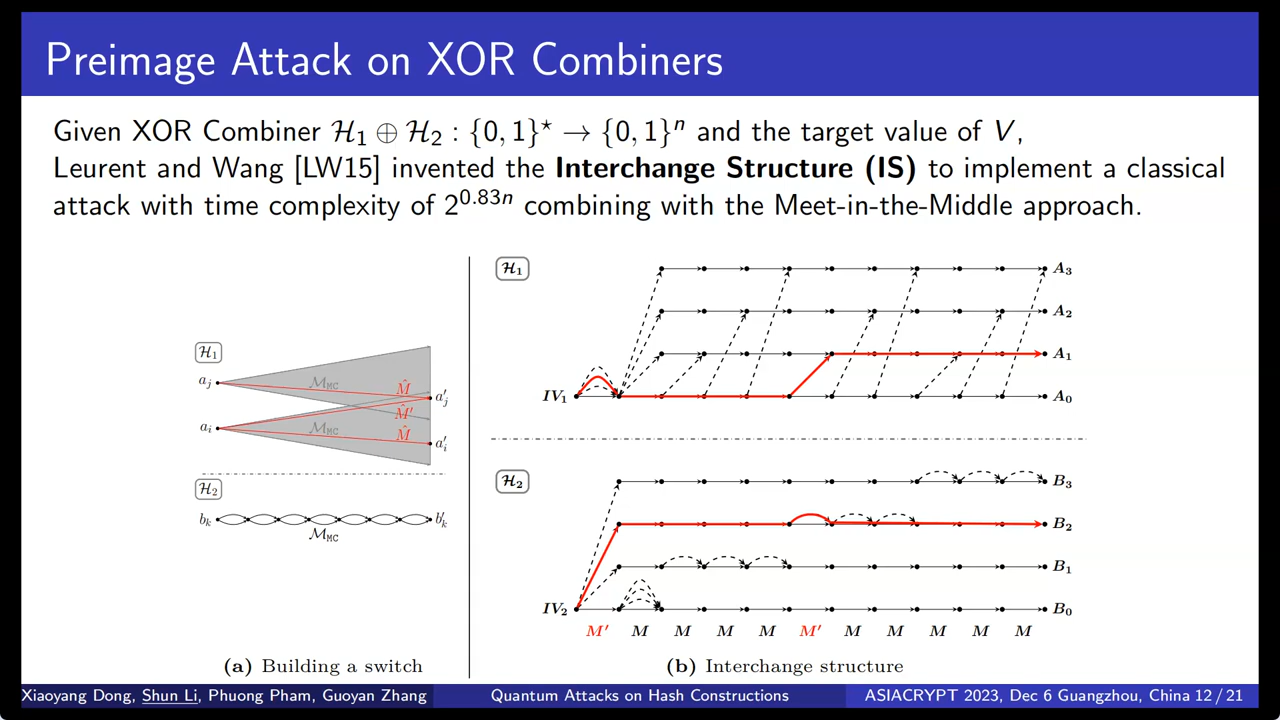 Preimage Attack on XOR Combiners
Given XOR Combiner ℋ₁ ⊕ ℋ₂ : {0, 1}* → {0, 1}ⁿ and the target value of V,
Leurent and Wang [LW15] invented the Interchange Structure (IS) to implement a classical
attack with time complexity of 2^{0.83n} combining with the Meet-in-the-Middle approach.
ℋ₁
a_j
ℳ_MC
M̂
a′_j
M̂′
a_i
ℳ_MC
M̂
a′_i
ℋ₂
b_k
b′_k
ℳ_MC
(a) Building a switch
ℋ₁
A₃
A₂
A₁
IV₁
A₀
ℋ₂
B₃
B₂
B₁
IV₂
B₀
M′ M M M M M′ M M M M M
(b) Interchange structure
Xiaoyang Dong, Shun Li, Phuong Pham, Guoyan Zhang
Quantum Attacks on Hash Constructions
ASIACRYPT 2023, Dec 6 Guangzhou, China 12 / 21